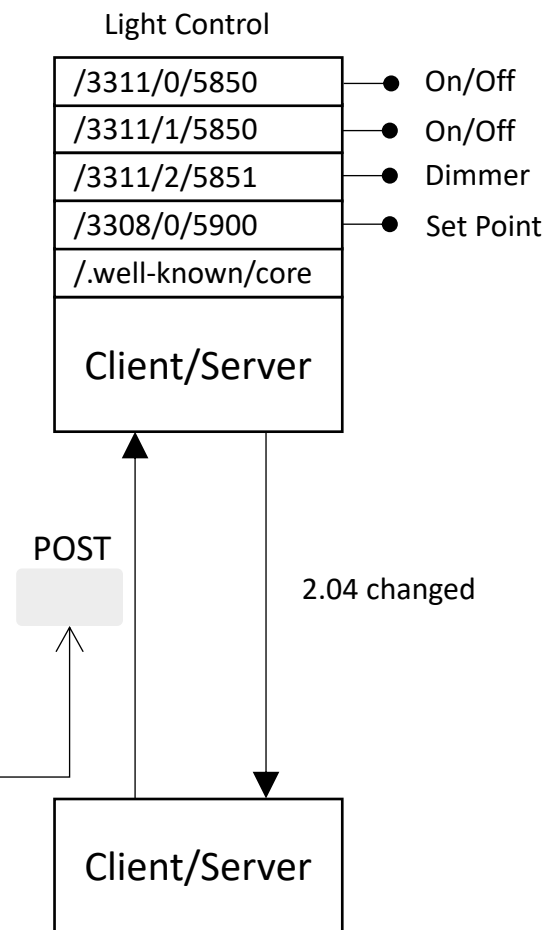 Light Control
/3311/0/5850 On/Off
/3311/1/5850 On/Off
/3311/2/5851 Dimmer
/3308/0/5900 Set Point
/.well-known/core
Client/Server
POST
2.04 changed
Client/Server